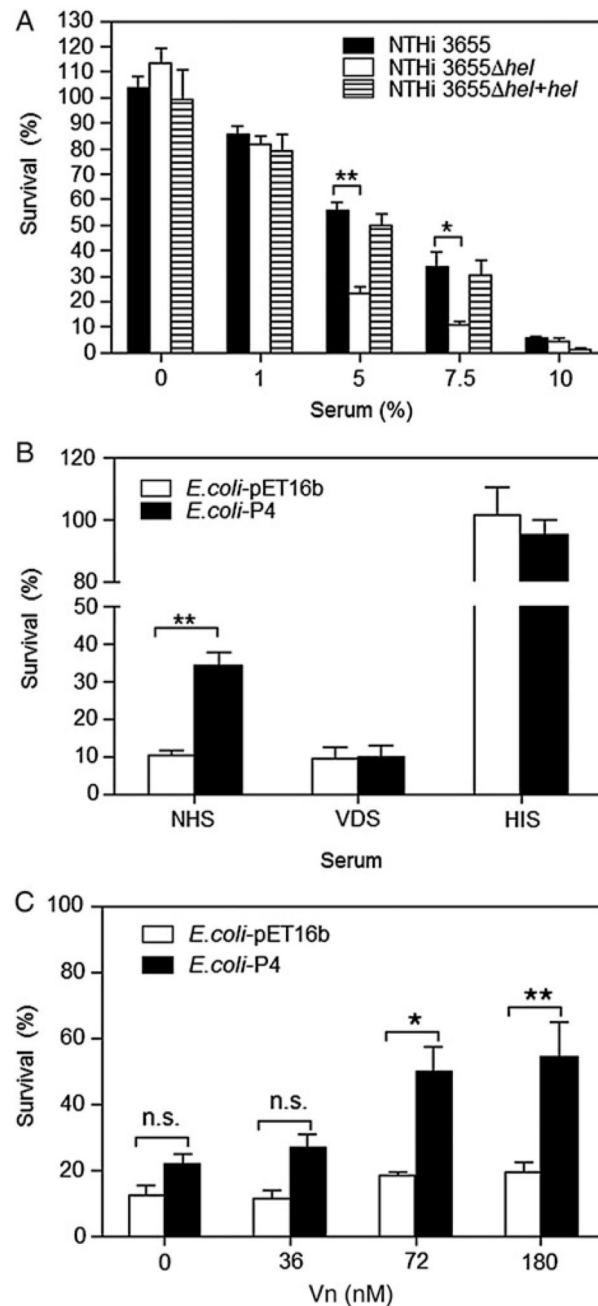 A
130
120
110
100
90
80
70
60
50
40
30
20
10
0
Survival (%)
NTHi 3655
NTHi 3655Δhel
NTHi 3655Δhel+hel
**
*
0 1 5 7.5 10
Serum (%)
B
120
100
80
50
40
30
20
10
0
Survival (%)
E.coli-pET16b
E.coli-P4
**
NHS VDS HIS
Serum
C
100
80
60
40
20
0
Survival (%)
E.coli-pET16b
E.coli-P4
n.s. n.s. * **
0 36 72 180
Vn (nM)